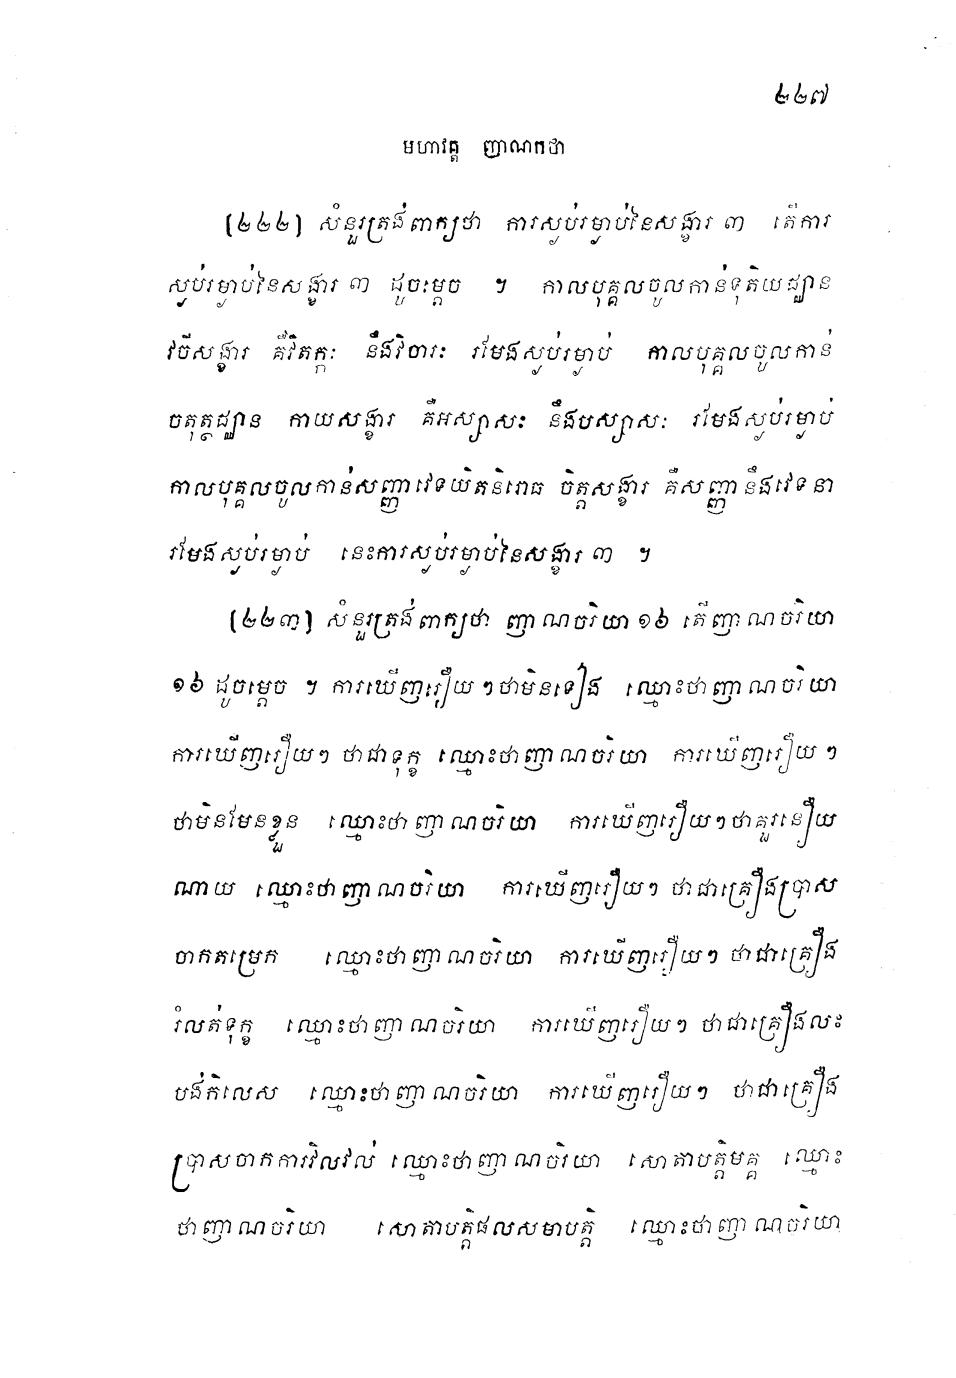 ២២៧
មហាវគ្គ ញាណកថា
(២២២) សំនួរត្រង់ពាក្យថា ការស្ងប់រម្ងាប់នៃសង្ខារ ៣ តើការ
ស្ងប់រម្ងាប់នៃសង្ខារ ៣ ដូចះម្តច ។ កាលបុគ្គលចូលកាន់ទុតិយជ្ឈាន
វចីសង្ខារ គឺវិតក្កៈ នឹងវិចារៈ រមែងស្ងប់រម្ងាប់ កាលបុគ្គលចូលកាន់
ចតុត្ថជ្ឈាន កាយសង្ខារ គឺអស្សាសៈ នឹងបស្សាសៈ រមែងស្ងប់រម្ងាប់
កាលបុគ្គលចូលកាន់សញ្ញាវេទយិតនិរោធ ចិត្តសង្ខារ គឺសញ្ញានឹងវេទនា
រមែងស្ងប់រម្ងាប់ នេះការស្ងប់រម្ងាប់នៃសង្ខារ ៣ ។
(២២៣) សំនួរត្រង់ពាក្យថា ញាណចរិយា ១៦ តើញាណចរិយា
១៦ ដូចម្តេច ។ ការឃើញរឿយៗថាមិនទៀង ឈ្មោះថាញាណចរិយា
ការឃើញរឿយៗ ថាជាទុក្ខ ឈ្មោះថាញាណចរិយា ការឃើញរឿយៗ
ថាមិនមែនខ្លួន ឈ្មោះថាញាណចរិយា ការឃើញរឿយៗថាគួរនឿយ
ណាយ ឈ្មោះថាញាណចរិយា ការឃើញរឿយៗ ថាជាគ្រឿងប្រាស
ចាកតម្រេក ឈ្មោះថាញាណចរិយា ការឃើញរឿយៗ ថាជាគ្រឿង
រំលត់ទុក្ខ ឈ្មោះថាញាណចរិយា ការឃើញរឿយៗ ថាជាគ្រឿងលះ
បង់កិលេស ឈ្មោះថាញាណចរិយា ការឃើញរឿយៗ ថាជាគ្រឿង
ប្រាសចាកការវិលវល់ ឈ្មោះថាញាណចរិយា សោតាបត្តិមគ្គ ឈ្មោះ
ថាញាណចរិយា សោតាបត្តិផលសមាបត្តិ ឈ្មោះថាញាណចរិយា